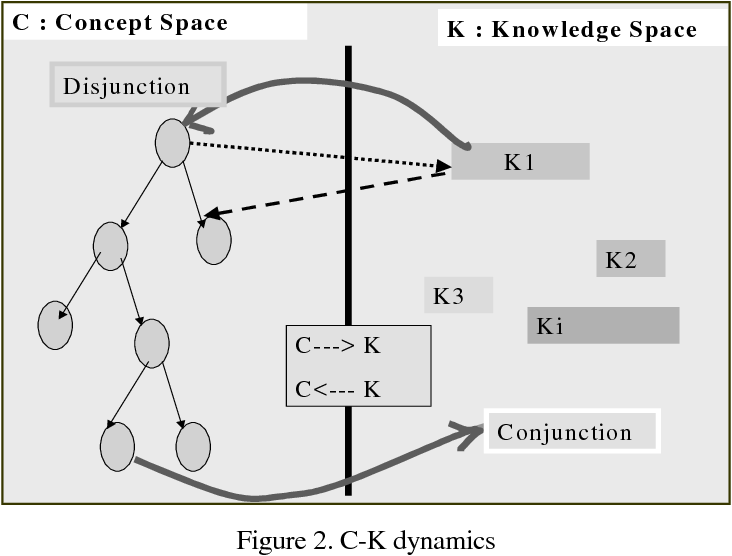 C : Concept Space
K : Knowledge Space
Disjunction
K1
K2
K3
Ki
C---> K
C<--- K
Conjunction
Figure 2. C-K dynamics